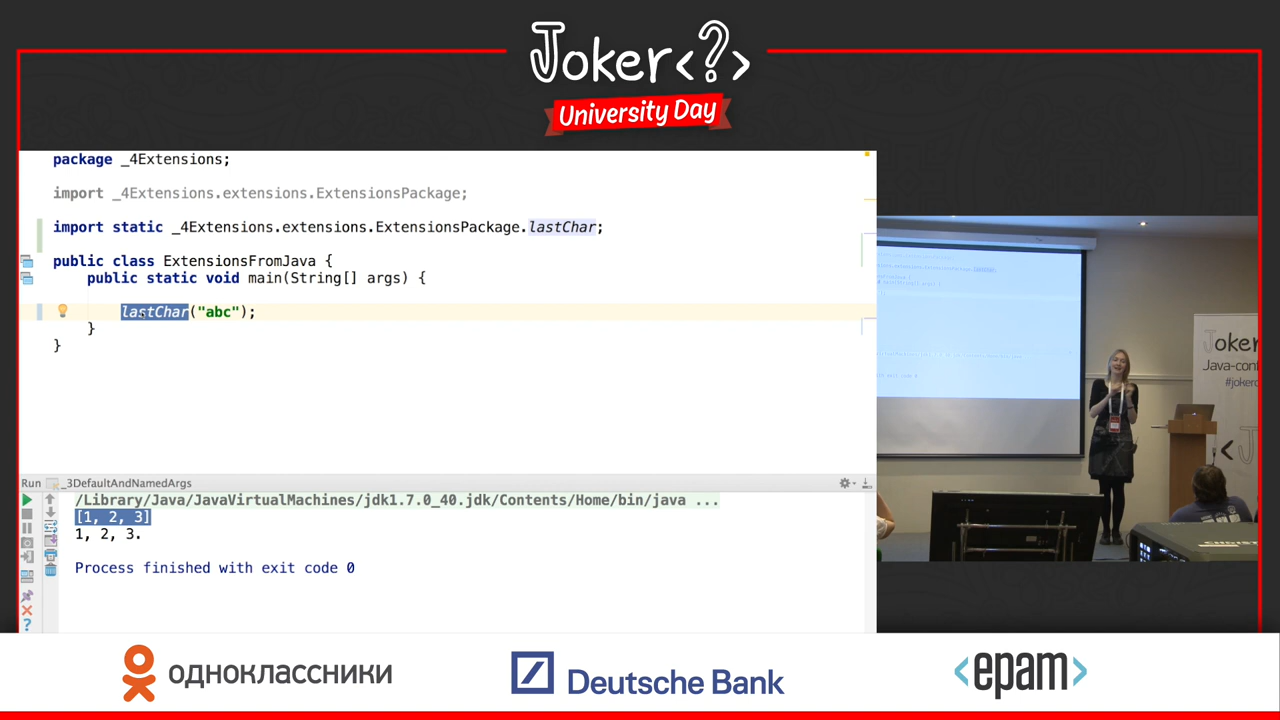 Joker<?>
University Day
package _4Extensions;
import _4Extensions.extensions.ExtensionsPackage;
import static _4Extensions.extensions.ExtensionsPackage.lastChar;
public class ExtensionsFromJava {
public static void main(String[] args) {
lastChar("abc");
}
}
Run _3DefaultAndNamedArgs
/Library/Java/JavaVirtualMachines/jdk1.7.0_40.jdk/Contents/Home/bin/java ...
[1, 2, 3]
1, 2, 3.
Process finished with exit code 0
Joker
Java-con
#joker
одноклассники
Deutsche Bank
<epam>